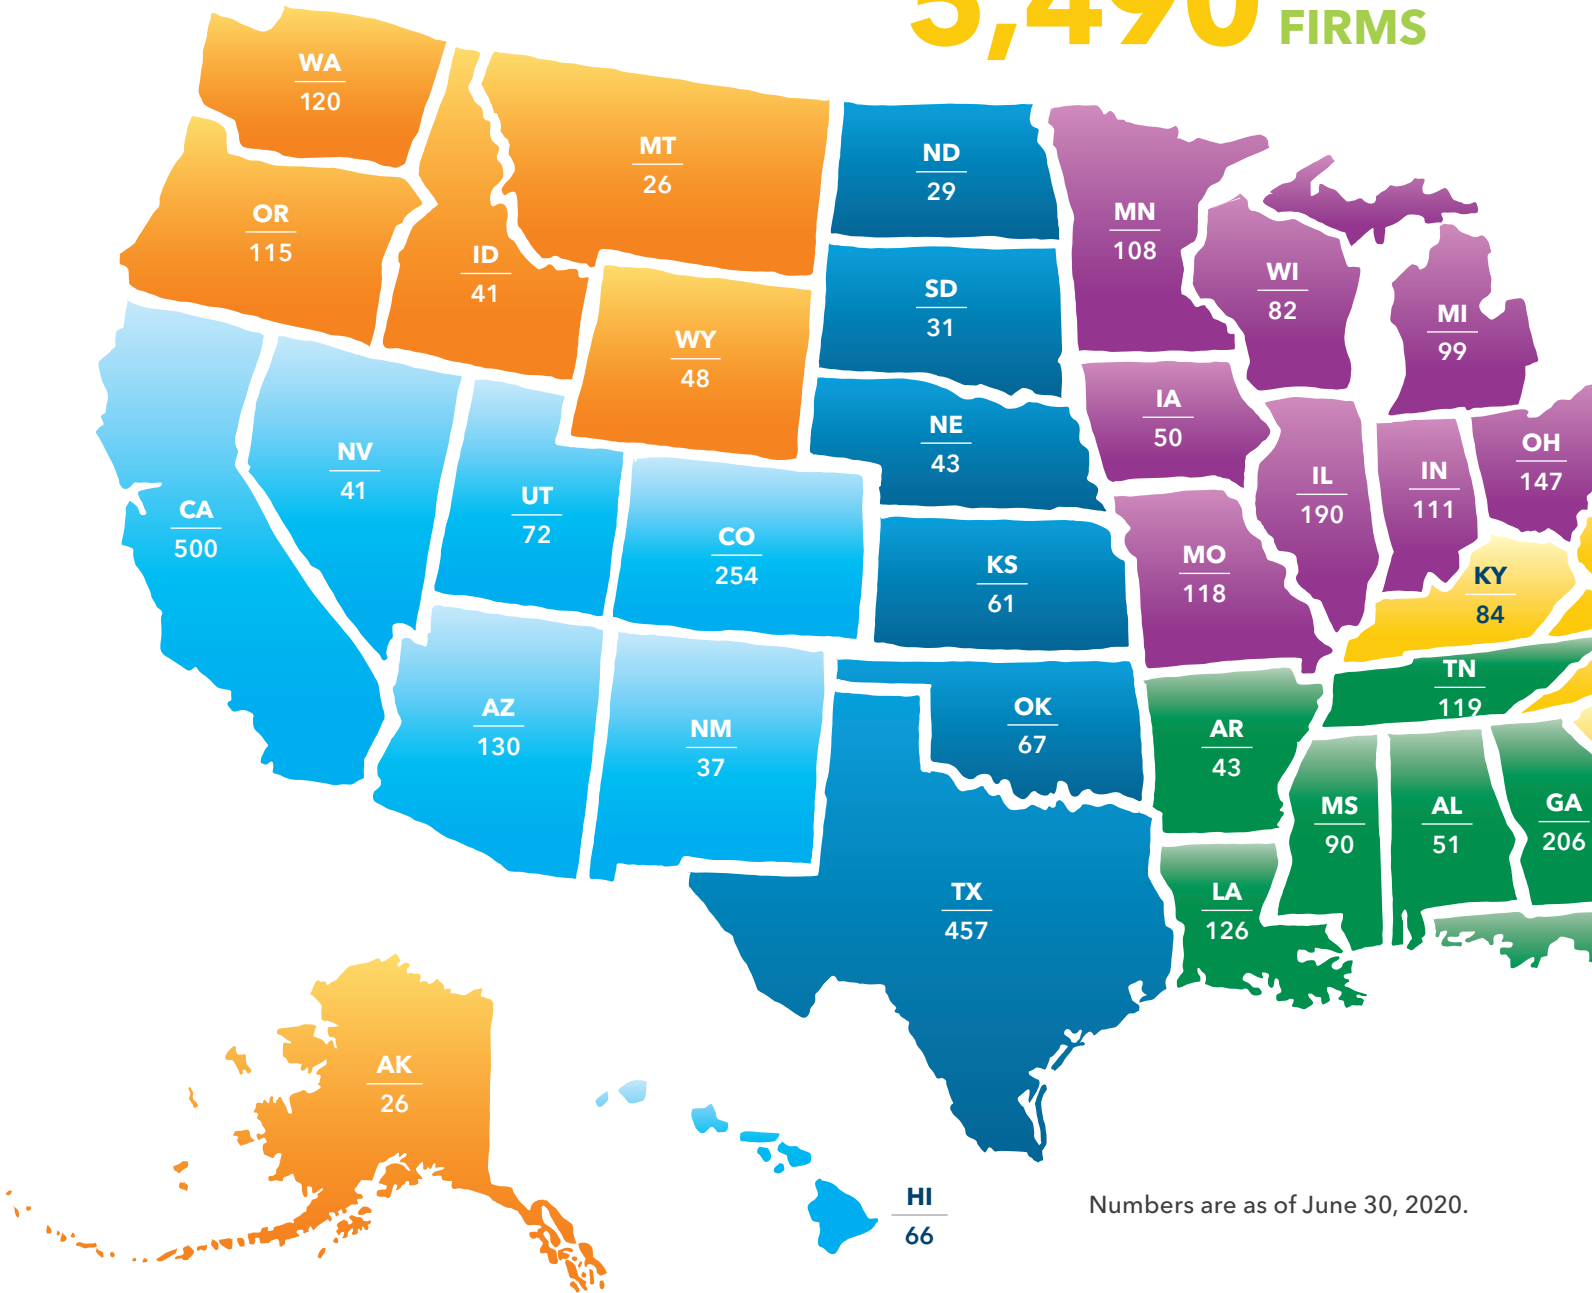 5,490 FIRMS
WA
120
MT
26
ND
29
MN
108
OR
115
ID
41
WI
82
SD
31
MI
99
WY
48
IA
50
NE
43
OH
147
NV
41
IL
190
IN
111
UT
72
CA
500
CO
254
MO
118
KS
61
KY
84
TN
119
AZ
130
NM
37
OK
67
AR
43
MS
90
AL
51
GA
206
TX
457
LA
126
AK
26
HI
66
Numbers are as of June 30, 2020.